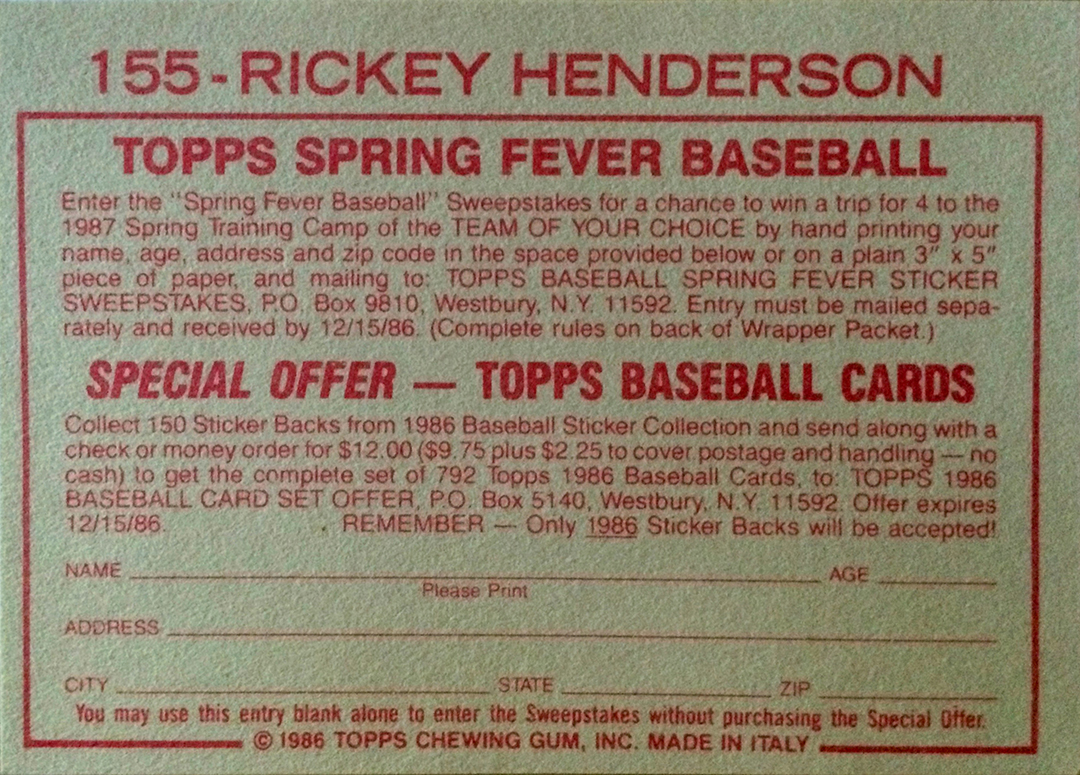 155-RICKEY HENDERSON
TOPPS SPRING FEVER BASEBALL
Enter the "Spring Fever Baseball" Sweepstakes for a chance to win a trip for 4 to the
1987 Spring Training Camp of the TEAM OF YOUR CHOICE by hand printing your
name, age, address and zip code in the space provided below or on a plain 3" x 5"
piece of paper, and mailing to: TOPPS BASEBALL SPRING FEVER STICKER
SWEEPSTAKES, P.O. Box 9810, Westbury, N.Y. 11592. Entry must be mailed sepa-
rately and received by 12/15/86. (Complete rules on back of Wrapper Packet.)
SPECIAL OFFER — TOPPS BASEBALL CARDS
Collect 150 Sticker Backs from 1986 Baseball Sticker Collection and send along with a
check or money order for $12.00 ($9.75 plus $2.25 to cover postage and handling — no
cash) to get the complete set of 792 Topps 1986 Baseball Cards, to: TOPPS 1986
BASEBALL CARD SET OFFER, P.O. Box 5140, Westbury, N.Y. 11592. Offer expires
12/15/86. REMEMBER — Only 1986 Sticker Backs will be accepted!
NAME AGE
Please Print
ADDRESS
CITY STATE ZIP
You may use this entry blank alone to enter the Sweepstakes without purchasing the Special Offer.
© 1986 TOPPS CHEWING GUM, INC. MADE IN ITALY